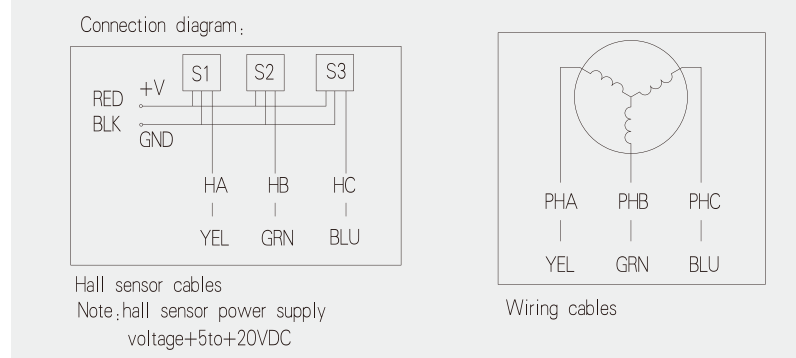 Connection diagram:
S1 S2 S3
+V
RED
BLK
GND
HA HB HC
YEL GRN BLU
Hall sensor cables
Note:hall sensor power supply
voltage+5to+20VDC
PHA PHB PHC
YEL GRN BLU
Wiring cables